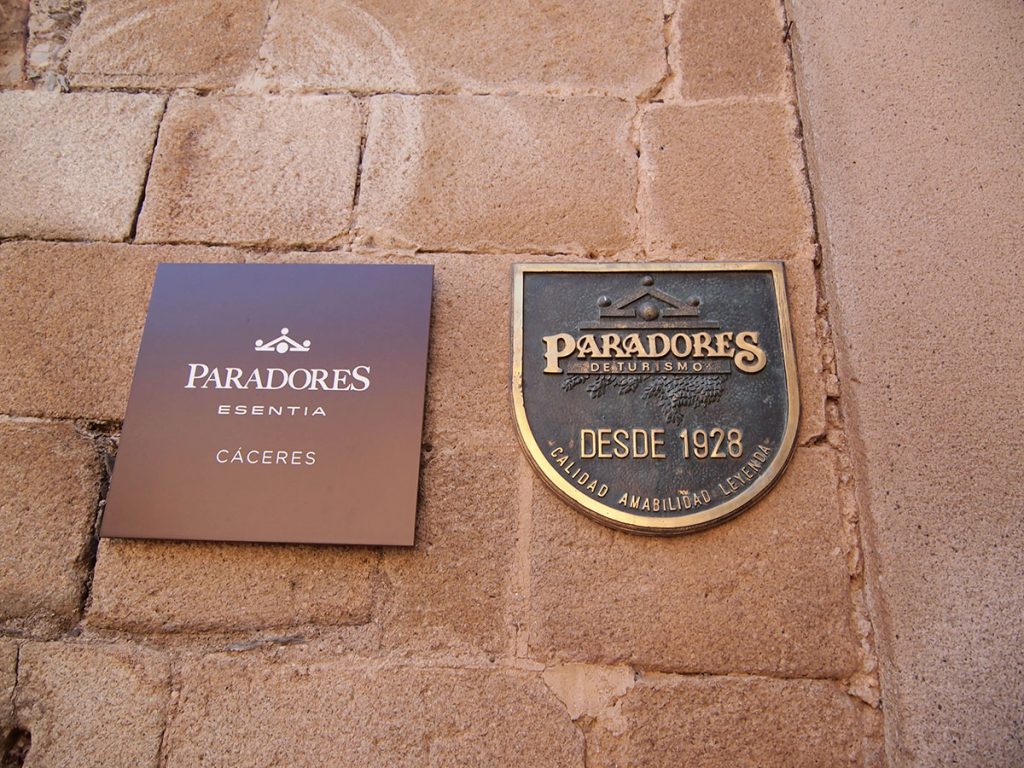 PARADORES
ESENTIA
CÁCERES
PARADORES
DE TURISMO
DESDE 1928
CALIDAD AMABILIDAD LEYENDA